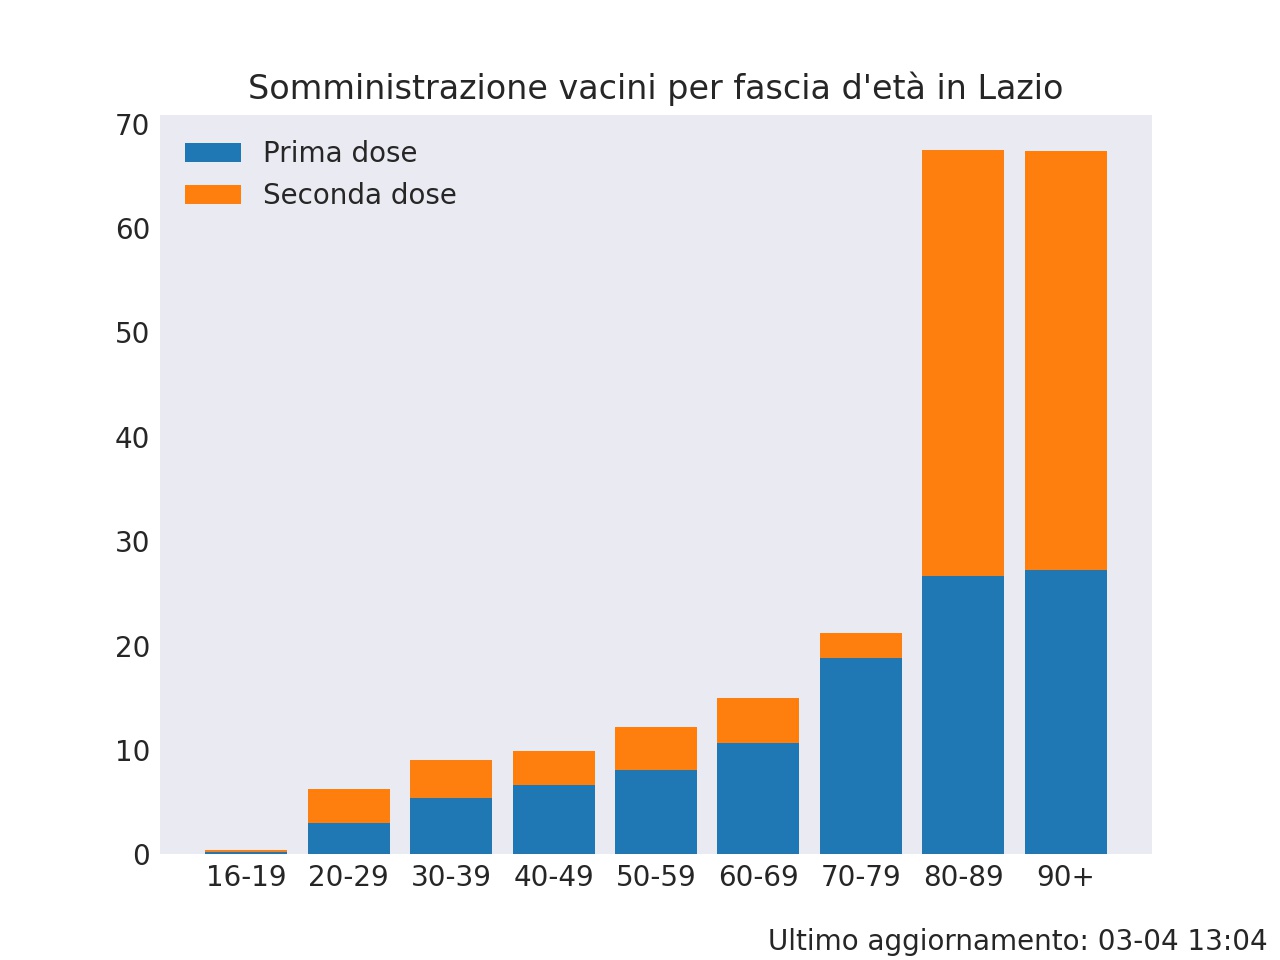 Somministrazione vacini per fascia d'età in Lazio
Prima dose
Seconda dose
70
60
50
40
30
20
10
0
16-19 20-29 30-39 40-49 50-59 60-69 70-79 80-89 90+
Ultimo aggiornamento: 03-04 13:04